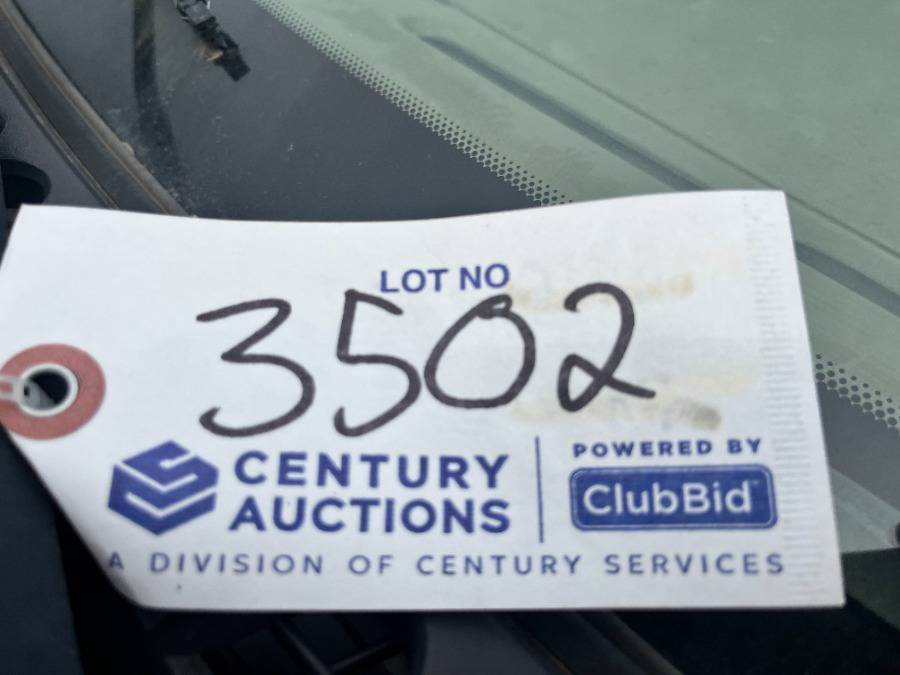 LOT NO
3502
CENTURY AUCTIONS
POWERED BY
ClubBid
A DIVISION OF CENTURY SERVICES